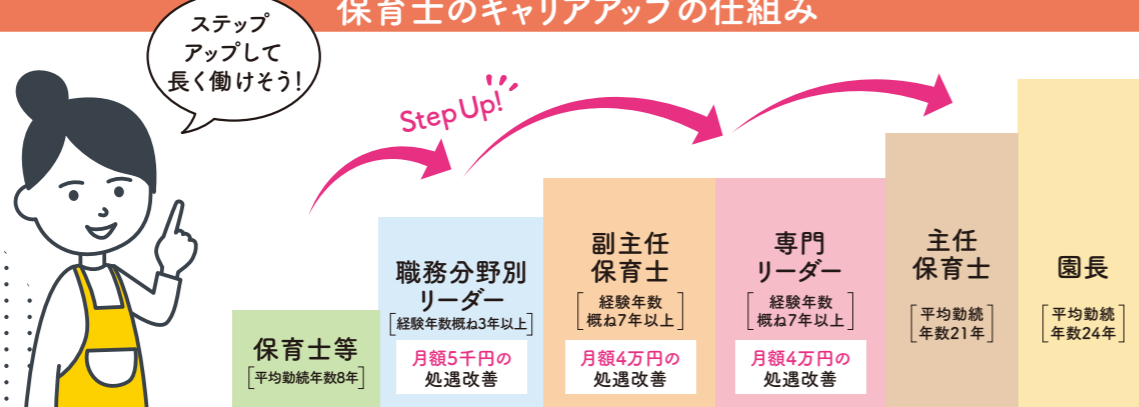 保育士のキャリアアップの仕組み
ステップ
アップして
長く働けそう!
StepUp!
保育士等
[平均勤続年数8年]
職務分野別
リーダー
[経験年数概ね3年以上]
月額5千円の
処遇改善
副主任
保育士
[経験年数
概ね7年以上]
月額4万円の
処遇改善
専門
リーダー
[経験年数
概ね7年以上]
月額4万円の
処遇改善
主任
保育士
[平均勤続
年数21年]
園長
[平均勤続
年数24年]